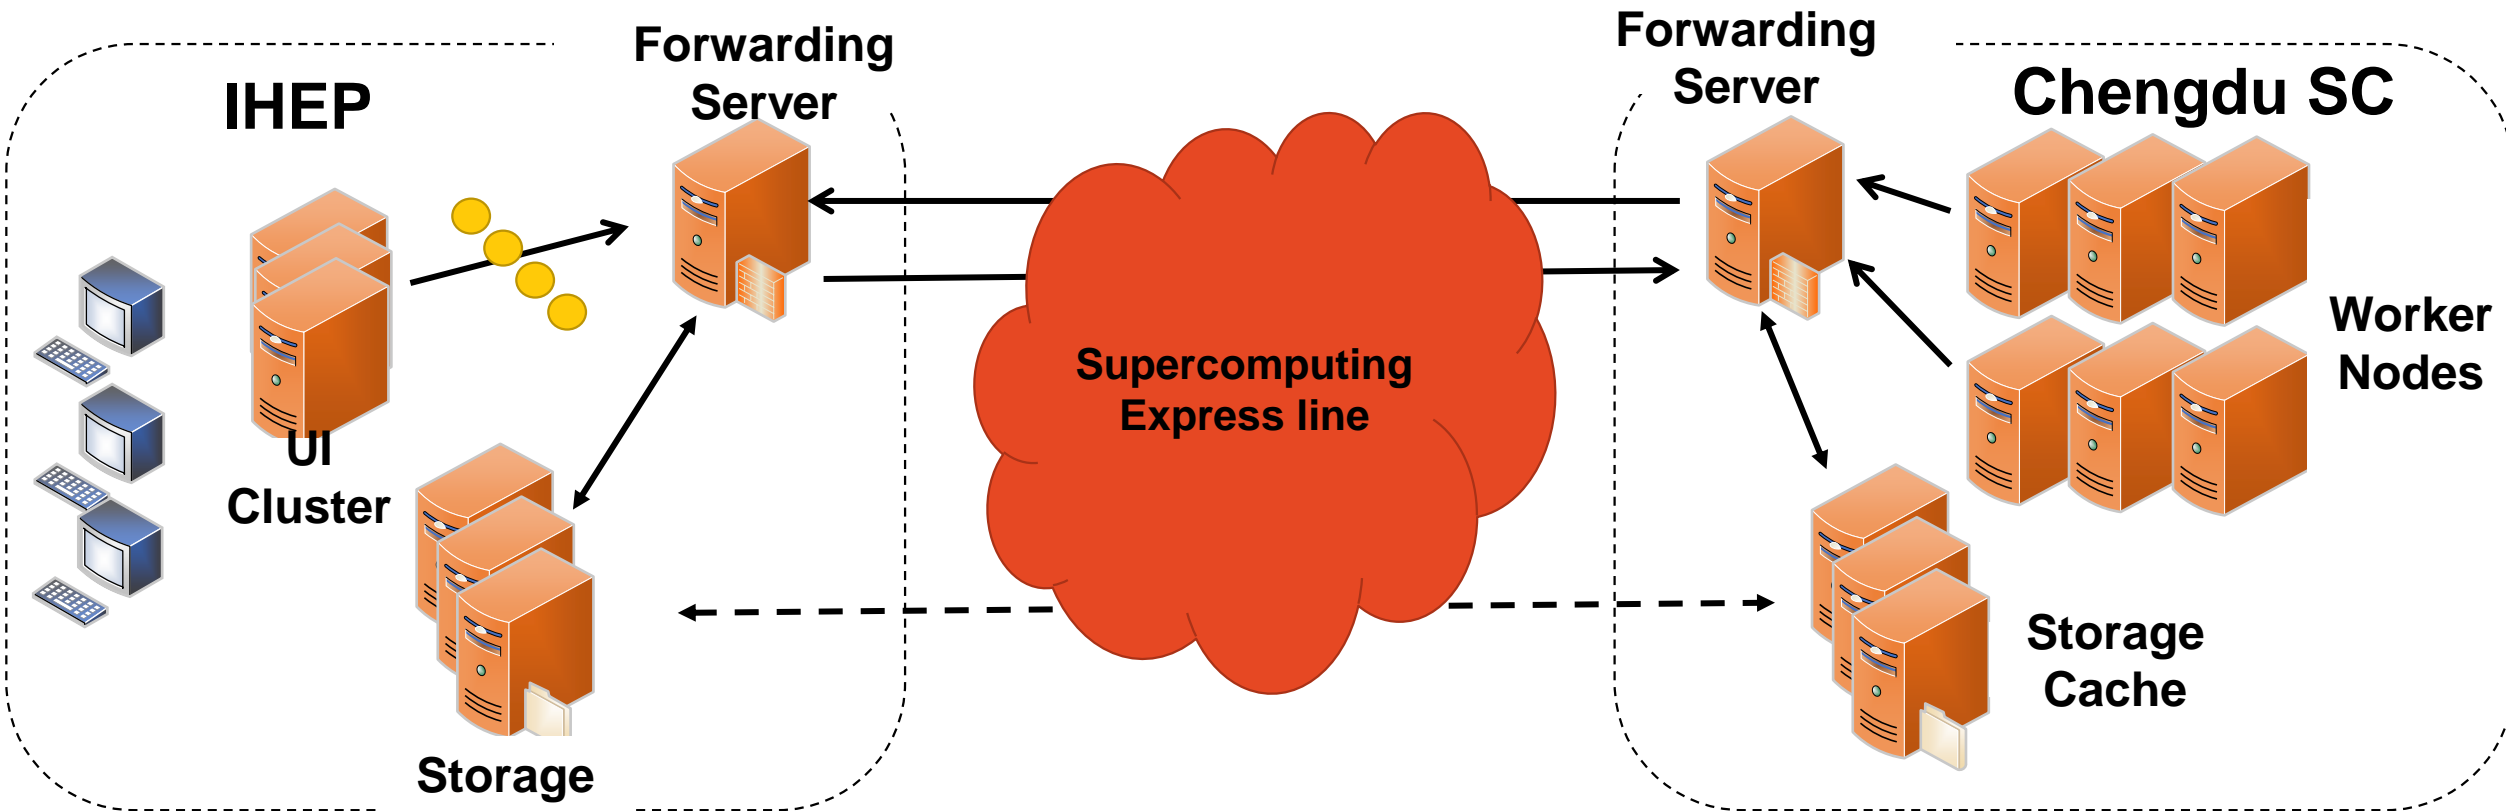 IHEP
Forwarding
Server
UI
Cluster
Storage
Supercomputing
Express line
Forwarding
Server
Chengdu SC
Worker
Nodes
Storage
Cache